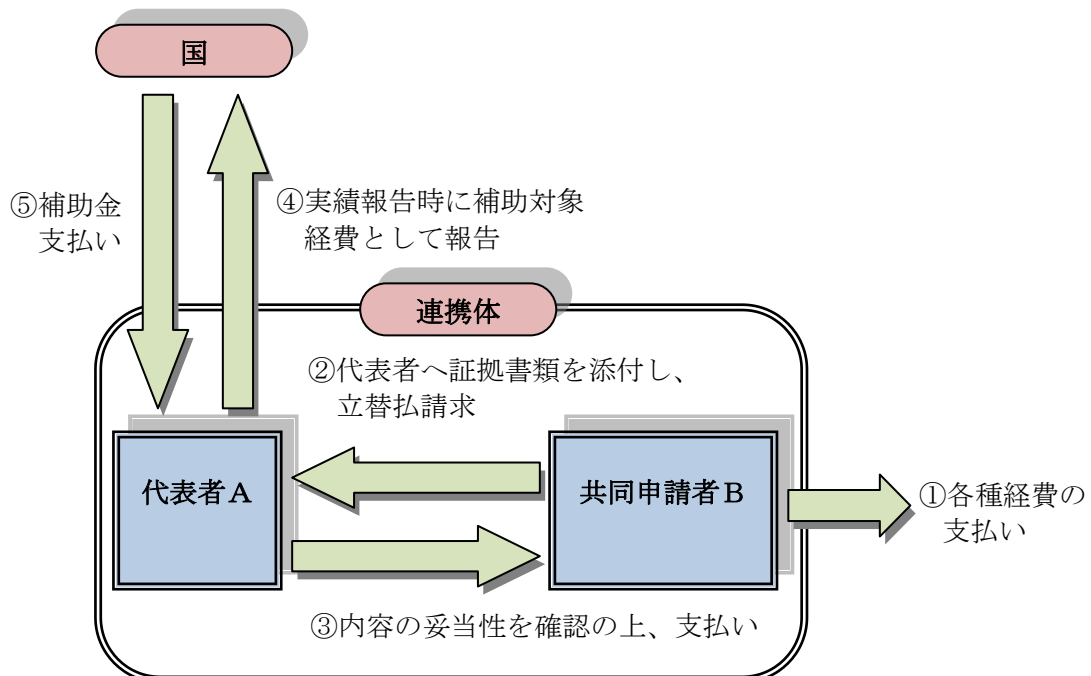 国
⑤補助金
支払い
④実績報告時に補助対象
経費として報告
連携体
②代表者へ証拠書類を添付し、
立替払請求
代表者A
共同申請者B
①各種経費の
支払い
③内容の妥当性を確認の上、支払い